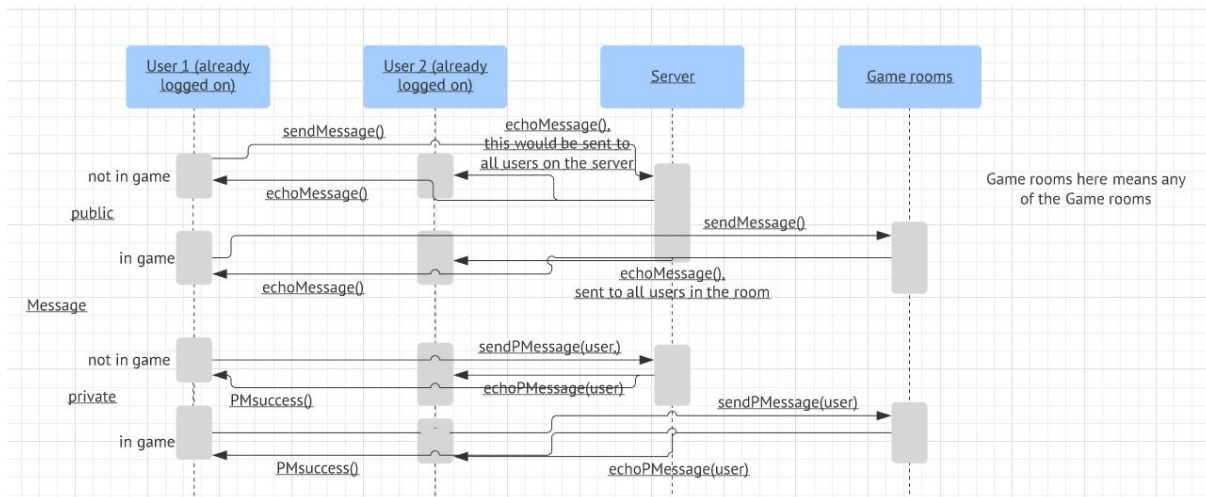 User 1 (already
logged on)
User 2 (already
logged on)
Server
Game rooms
sendMessage()
echoMessage(),
this would be sent to
all users on the server
not in game
echoMessage()
Game rooms here means any
of the Game rooms
public
sendMessage()
in game
echoMessage()
echoMessage(),
sent to all users in the room
Message
not in game
sendPMessage(user,)
echoPMessage(user)
private
PMsuccess()
sendPMessage(user)
in game
PMsuccess()
echoPMessage(user)